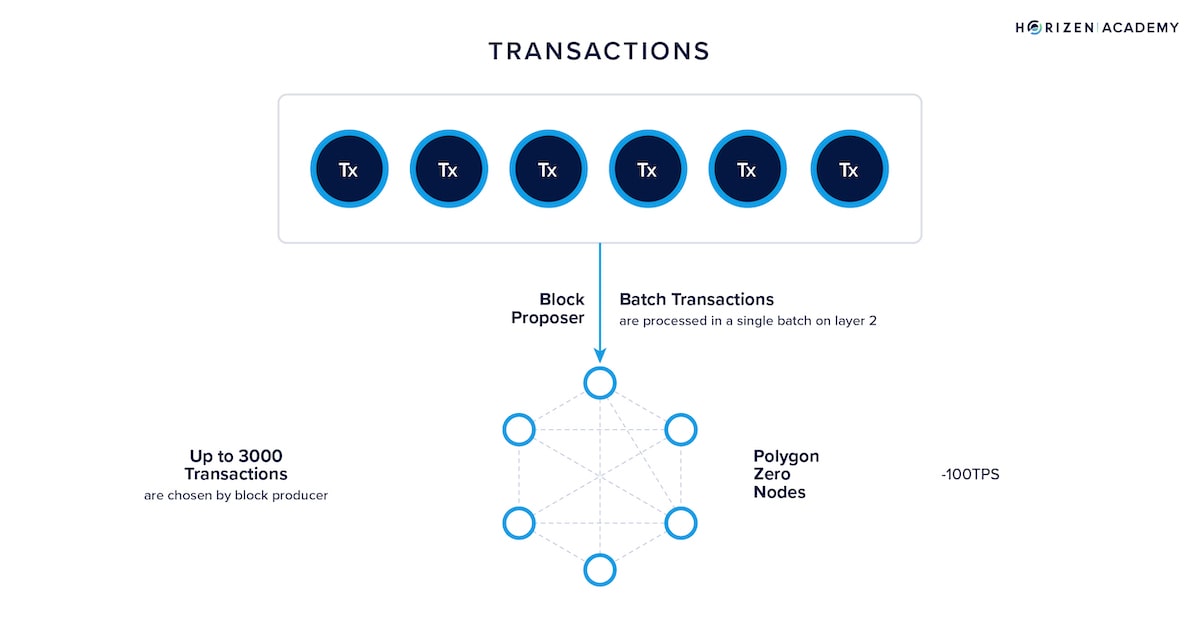 HORIZEN ACADEMY
TRANSACTIONS
Tx Tx Tx Tx Tx Tx
Block
Proposer
Batch Transactions
are processed in a single batch on layer 2
Up to 3000
Transactions
are chosen by block producer
Polygon
Zero
Nodes
-100TPS